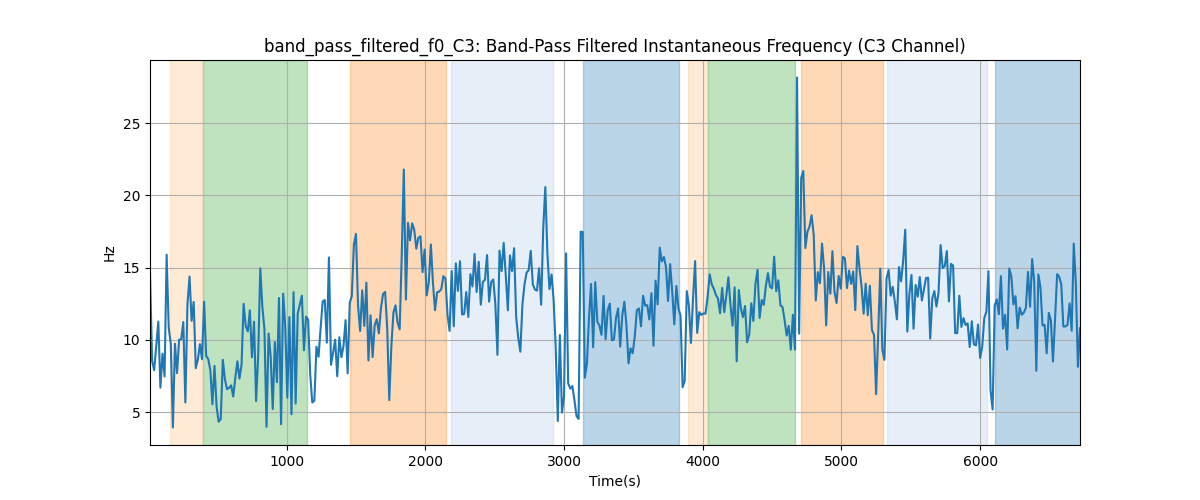 band_pass_filtered_f0_C3: Band-Pass Filtered Instantaneous Frequency (C3 Channel)
Hz
25
20
15
10
5
1000 2000 3000 4000 5000 6000
Time(s)